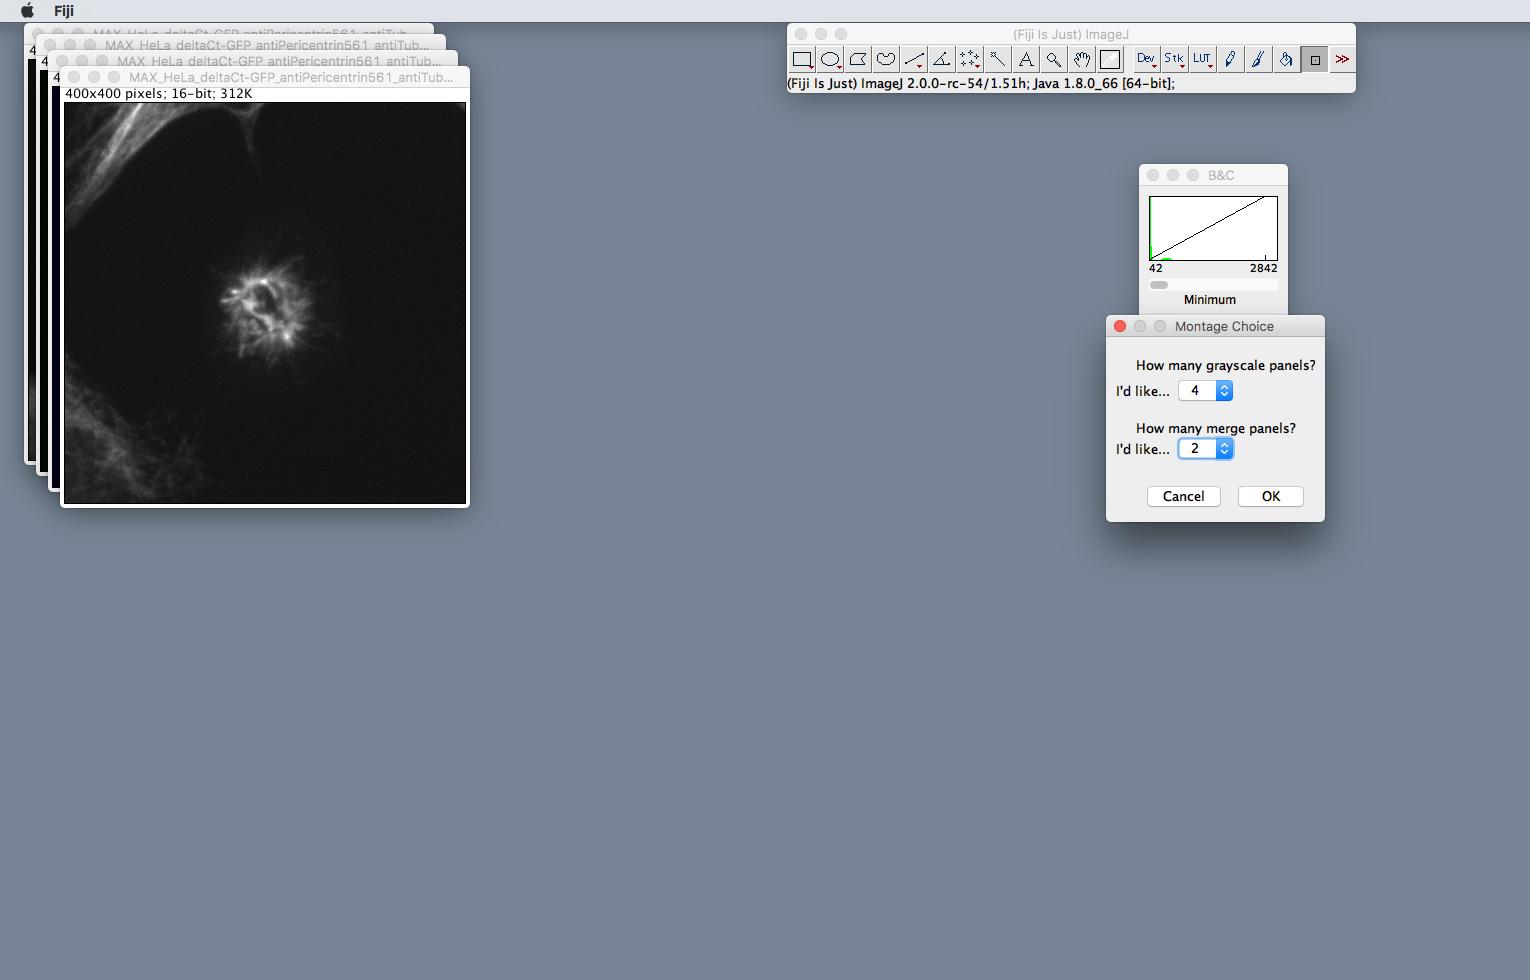 Fiji
MAX_HeLa_deltaCt-GFP_antiPericentrin561_antiTub...
4
MAX_HeLa_deltaCt-GFP_antiPericentrin561_antiTub...
4
MAX_HeLa_deltaCt-GFP_antiPericentrin561_antiTub...
4
MAX_HeLa_deltaCt-GFP_antiPericentrin561_antiTub...
400x400 pixels; 16-bit; 312K
(Fiji Is Just) ImageJ
A Dev Stk LUT >>
(Fiji Is Just) ImageJ 2.0.0-rc-54/1.51h; Java 1.8.0_66 [64-bit];
B&C
42 2842
Minimum
Montage Choice
How many grayscale panels?
I'd like... 4
How many merge panels?
I'd like... 2
Cancel OK